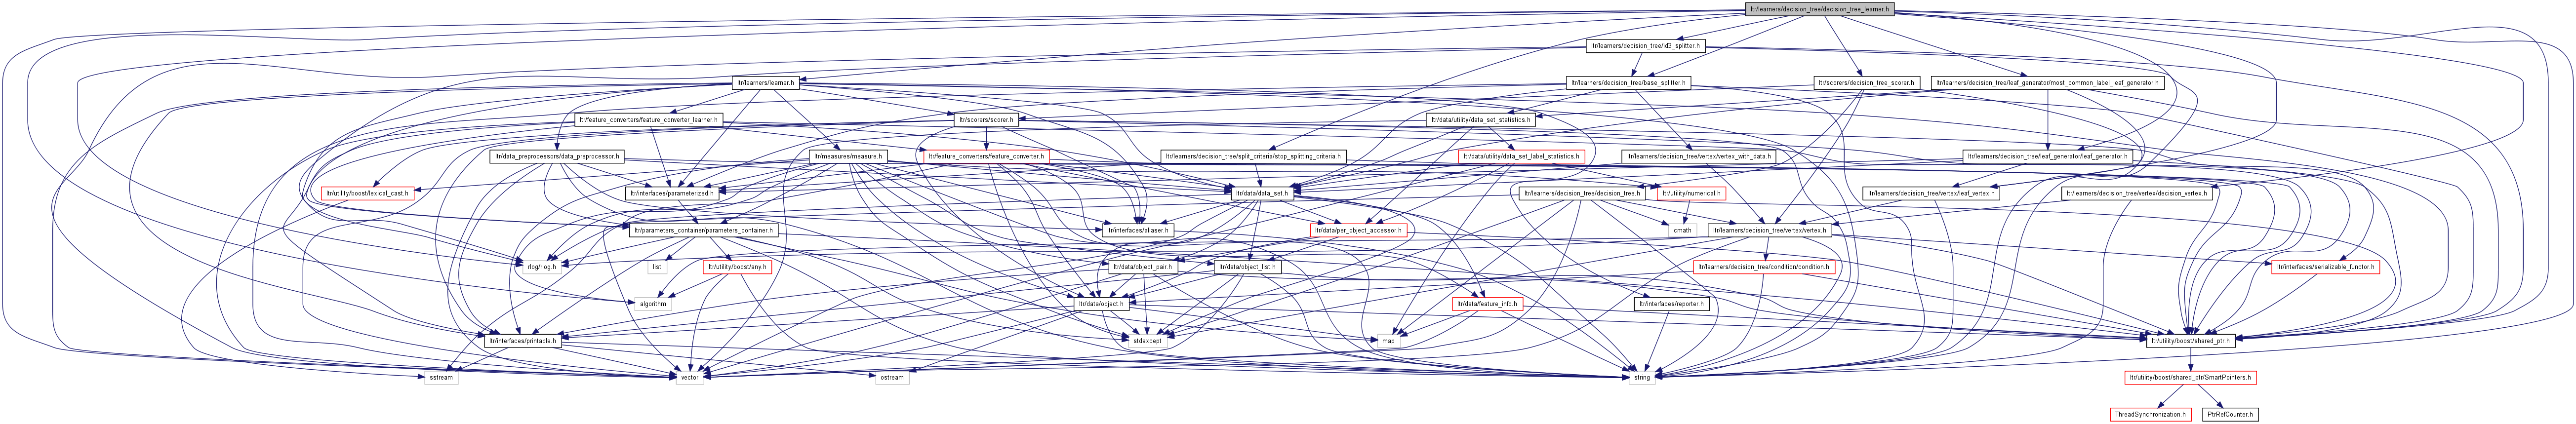 ltr/learners/decision_tree/decision_tree_learner.h
ltr/learners/decision_tree/id3_splitter.h
ltr/learners/learner.h
ltr/learners/decision_tree/base_splitter.h
ltr/scorers/decision_tree_scorer.h
ltr/learners/decision_tree/leaf_generator/most_common_label_leaf_generator.h
ltr/feature_converters/feature_converter_learner.h
ltr/scorers/scorer.h
ltr/data/utility/data_set_statistics.h
ltr/data_preprocessors/data_preprocessor.h
ltr/measures/measure.h
ltr/feature_converters/feature_converter.h
ltr/learners/decision_tree/split_criteria/stop_splitting_criteria.h
ltr/data/utility/data_set_label_statistics.h
ltr/learners/decision_tree/vertex/vertex_with_data.h
ltr/learners/decision_tree/leaf_generator/leaf_generator.h
ltr/utility/boost/lexical_cast.h
ltr/interfaces/parameterized.h
ltr/data/data_set.h
ltr/learners/decision_tree/decision_tree.h
ltr/utility/numerical.h
ltr/learners/decision_tree/vertex/leaf_vertex.h
ltr/learners/decision_tree/vertex/decision_vertex.h
ltr/parameters_container/parameters_container.h
ltr/interfaces/aliaser.h
ltr/data/per_object_accessor.h
cmath
ltr/learners/decision_tree/vertex/vertex.h
rlog/rlog.h
list
ltr/utility/boost/any.h
ltr/data/object_pair.h
ltr/data/object_list.h
ltr/learners/decision_tree/condition/condition.h
ltr/interfaces/serializable_functor.h
algorithm
ltr/data/object.h
ltr/data/feature_info.h
ltr/interfaces/reporter.h
ltr/interfaces/printable.h
stdexcept
map
ltr/utility/boost/shared_ptr.h
sstream
vector
ostream
string
ltr/utility/boost/shared_ptr/SmartPointers.h
ThreadSynchronization.h
PtrRefCounter.h